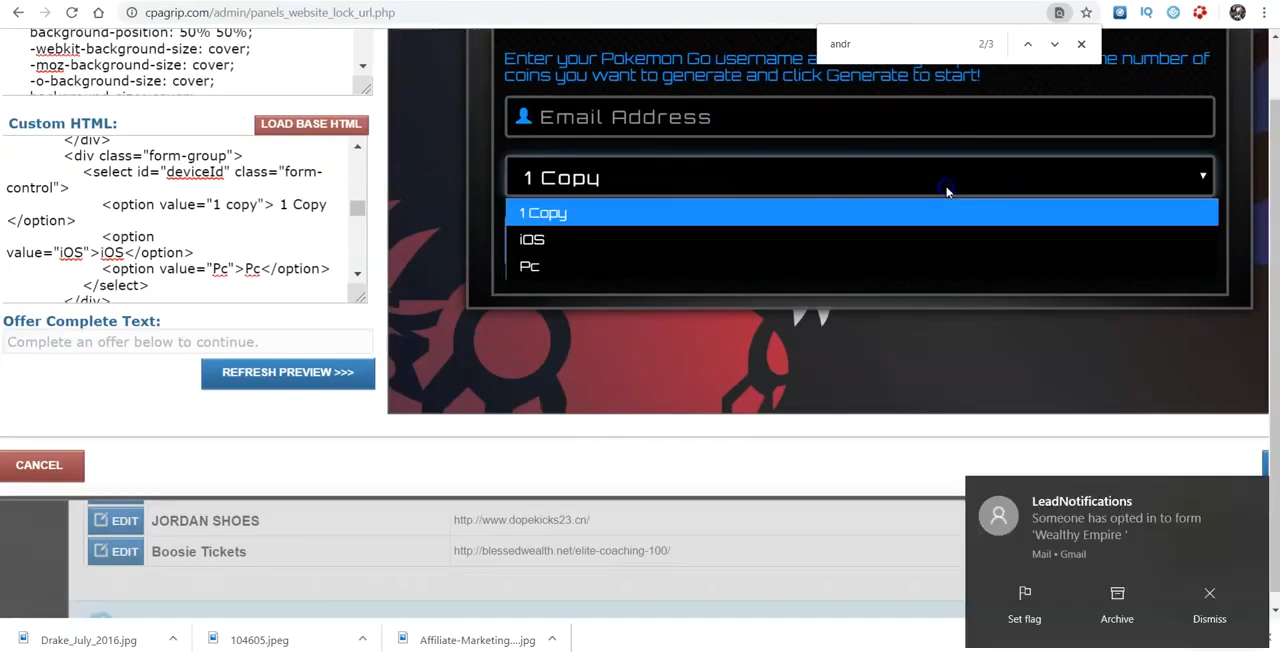 cpagrip.com/admin/panels_website_lock_url.php
andr
2/3
background-position: 50% 50%;
-webkit-background-size: cover;
-moz-background-size: cover;
-o-background-size: cover;
Custom HTML:
LOAD BASE HTML
</div>
<div class="form-group">
<select id="deviceId" class="form-
control">
<option value="1 copy"> 1 Copy
</option>
<option
value="iOS">iOS</option>
<option value="Pc">Pc</option>
</select>
</div>
Offer Complete Text:
Complete an offer below to continue.
REFRESH PREVIEW >>>
Enter your Pokemon Go username a
he number of
coins you want to generate and click Generate to start!
Email Address
1 Copy
1 Copy
iOS
Pc
CANCEL
EDIT
JORDAN SHOES
http://www.dopekicks23.cn/
EDIT
Boosie Tickets
http://blessedwealth.net/elite-coaching-100/
LeadNotifications
Someone has opted in to form
'Wealthy Empire '
Mail • Gmail
Set flag
Archive
Dismiss
Drake_July_2016.jpg
104605.jpeg
Affiliate-Marketing....jpg